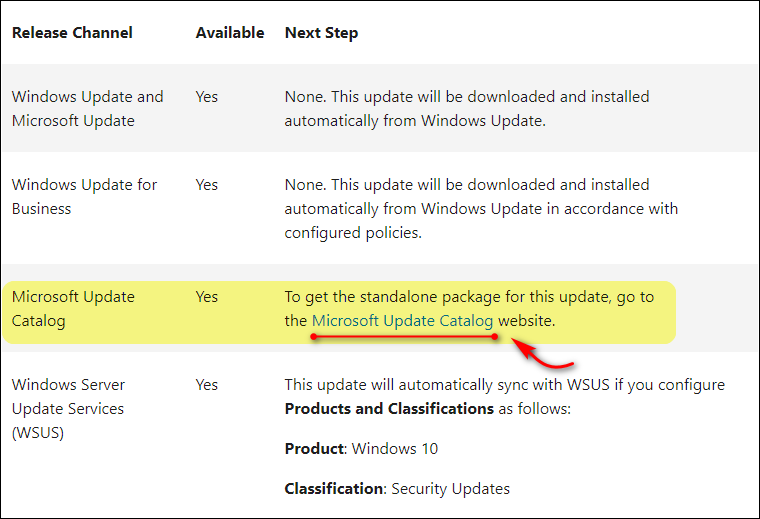 Release Channel Available Next Step
Windows Update and Yes None. This update will be downloaded and installed
Microsoft Update automatically from Windows Update.
Windows Update for Yes None. This update will be downloaded and installed
Business automatically from Windows Update in accordance with
configured policies.
Microsoft Update Yes To get the standalone package for this update, go to
Catalog the Microsoft Update Catalog website.
Windows Server Yes This update will automatically sync with WSUS if you configure
Update Services Products and Classifications as follows:
(WSUS)
Product: Windows 10
Classification: Security Updates